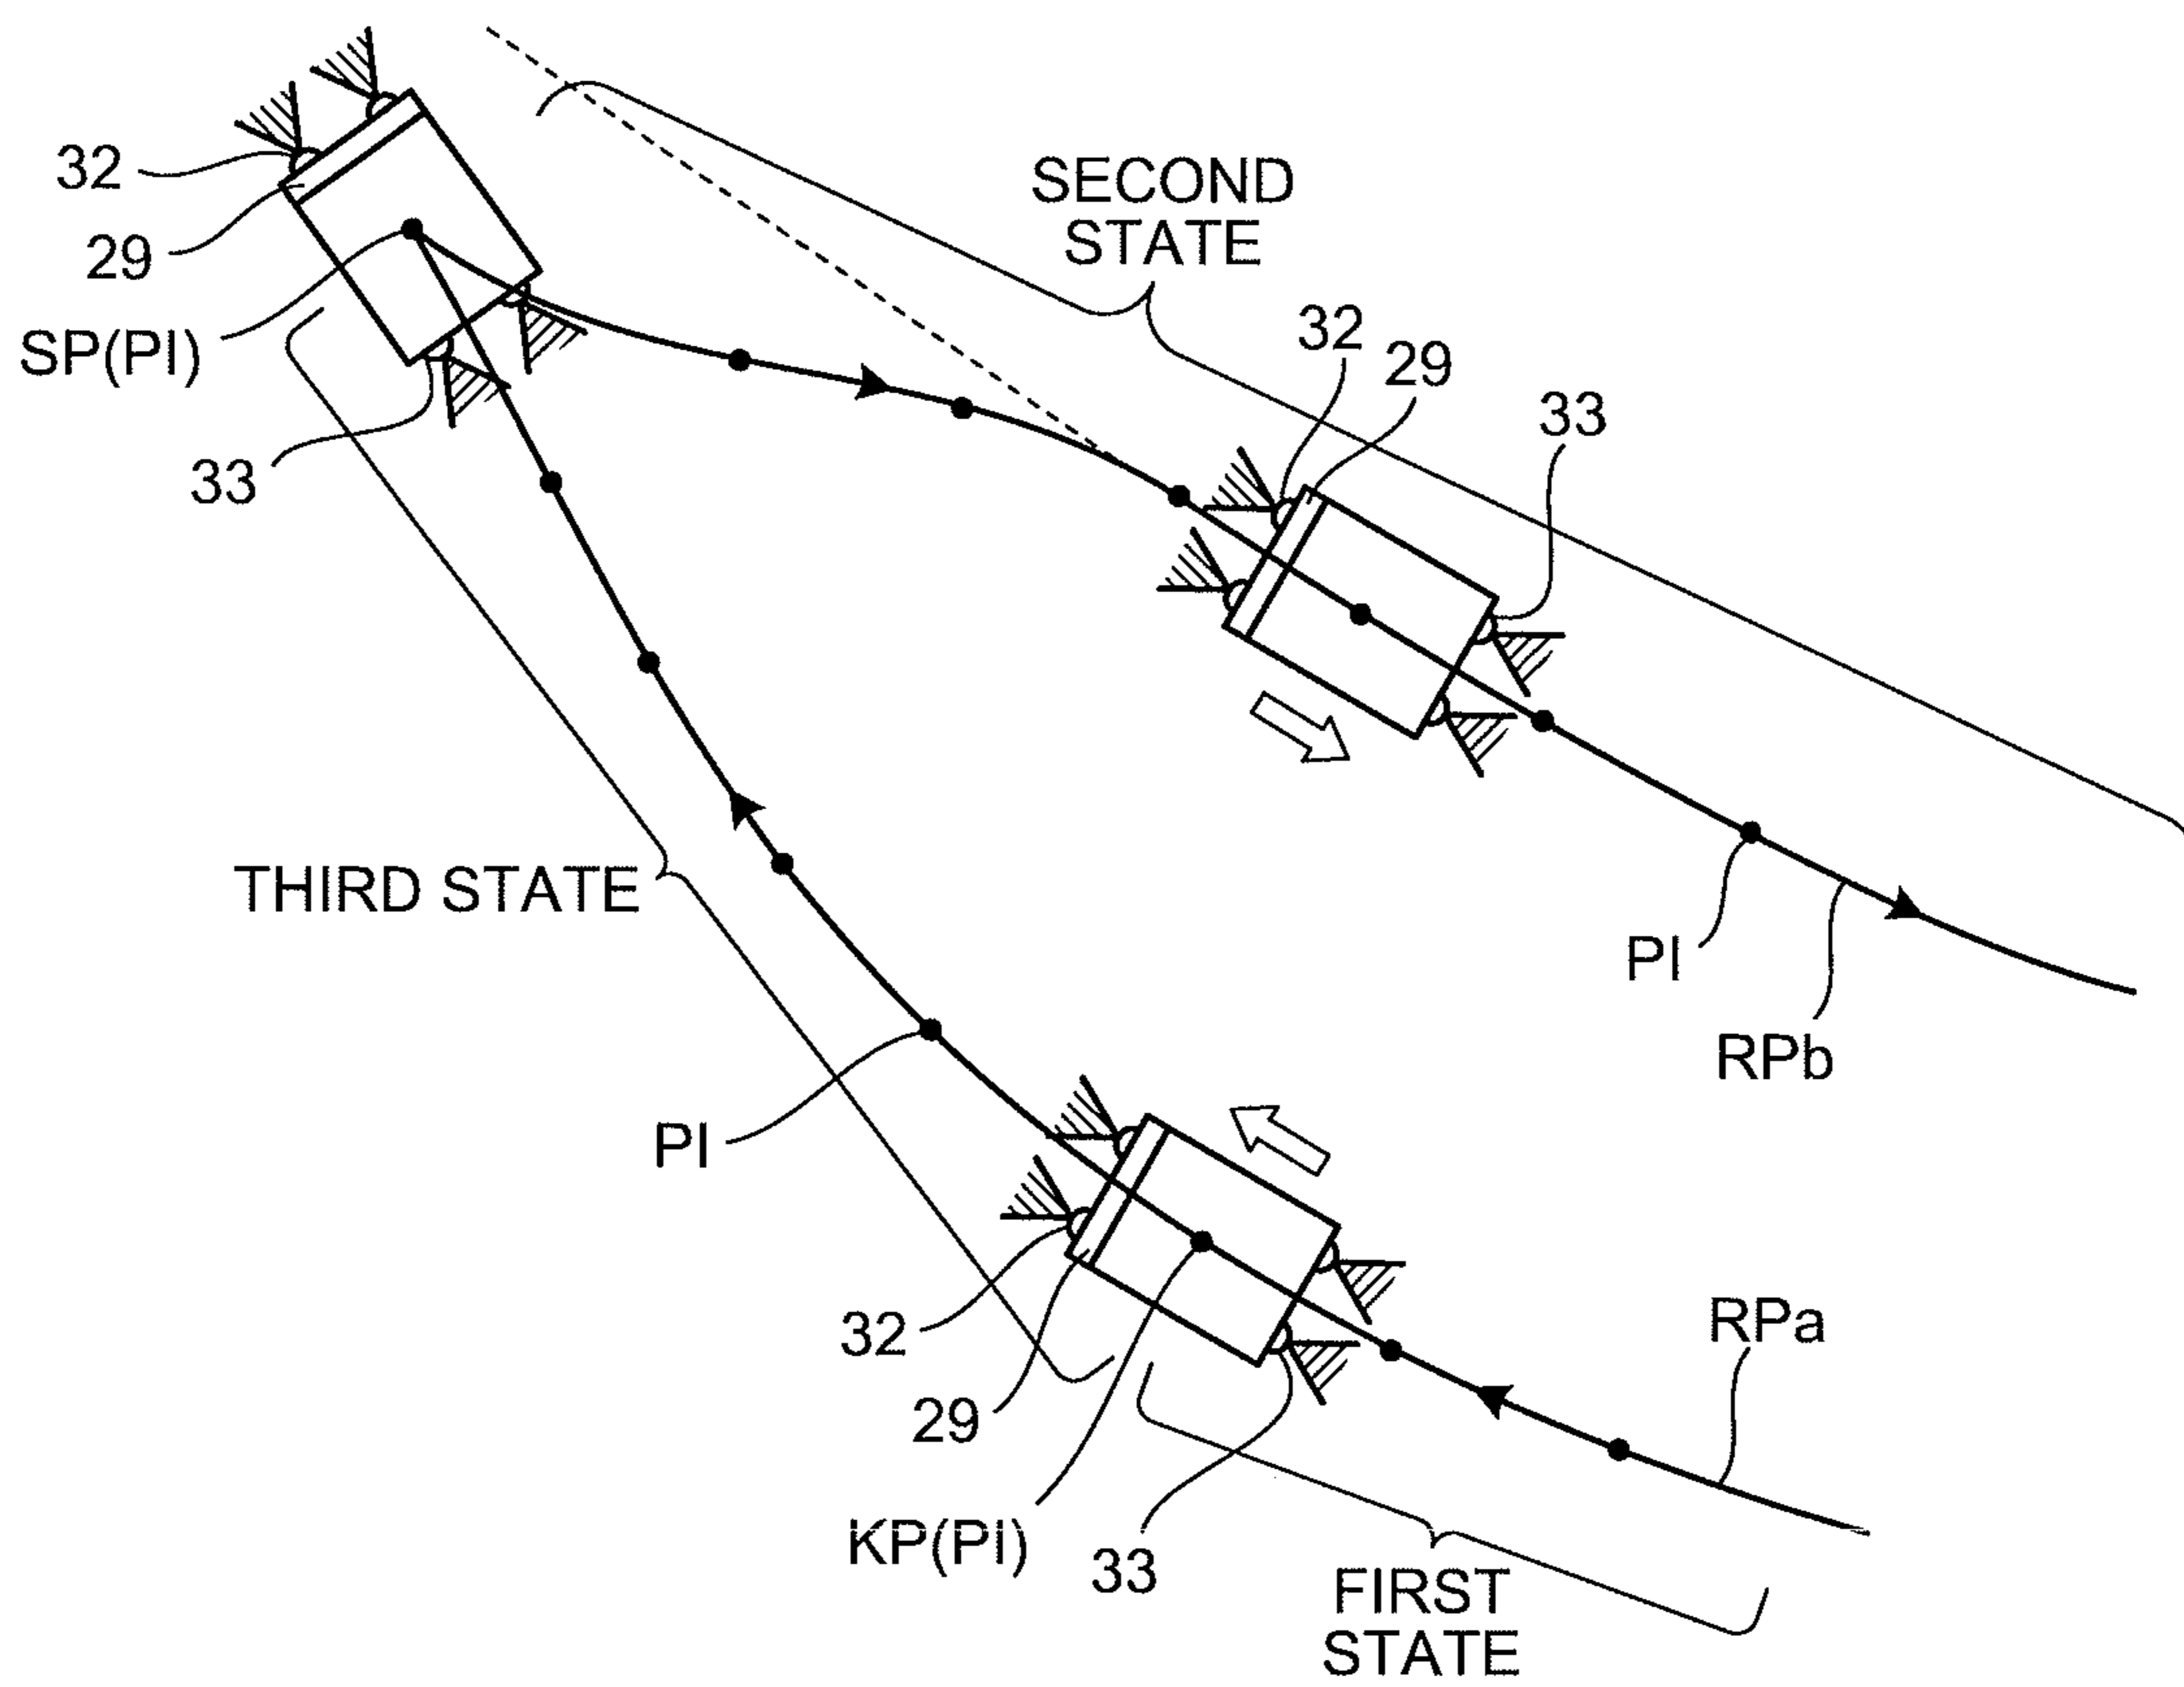 32
29
SP(PI)
33
SECOND
STATE
32
29
33
THIRD STATE
PI
RPb
PI
32
29
KP(PI)
33
RPa
FIRST
STATE